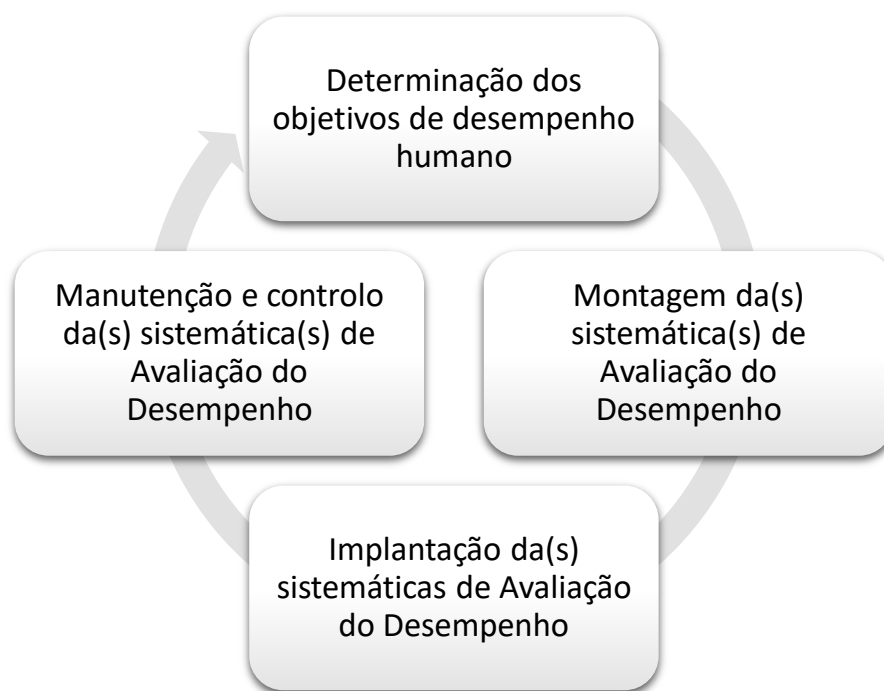 Determinação dos
objetivos de desempenho
humano
Montagem da(s)
sistemática(s) de
Avaliação do
Desempenho
Implantação da(s)
sistemáticas de Avaliação
do Desempenho
Manutenção e controlo
da(s) sistemática(s) de
Avaliação do
Desempenho